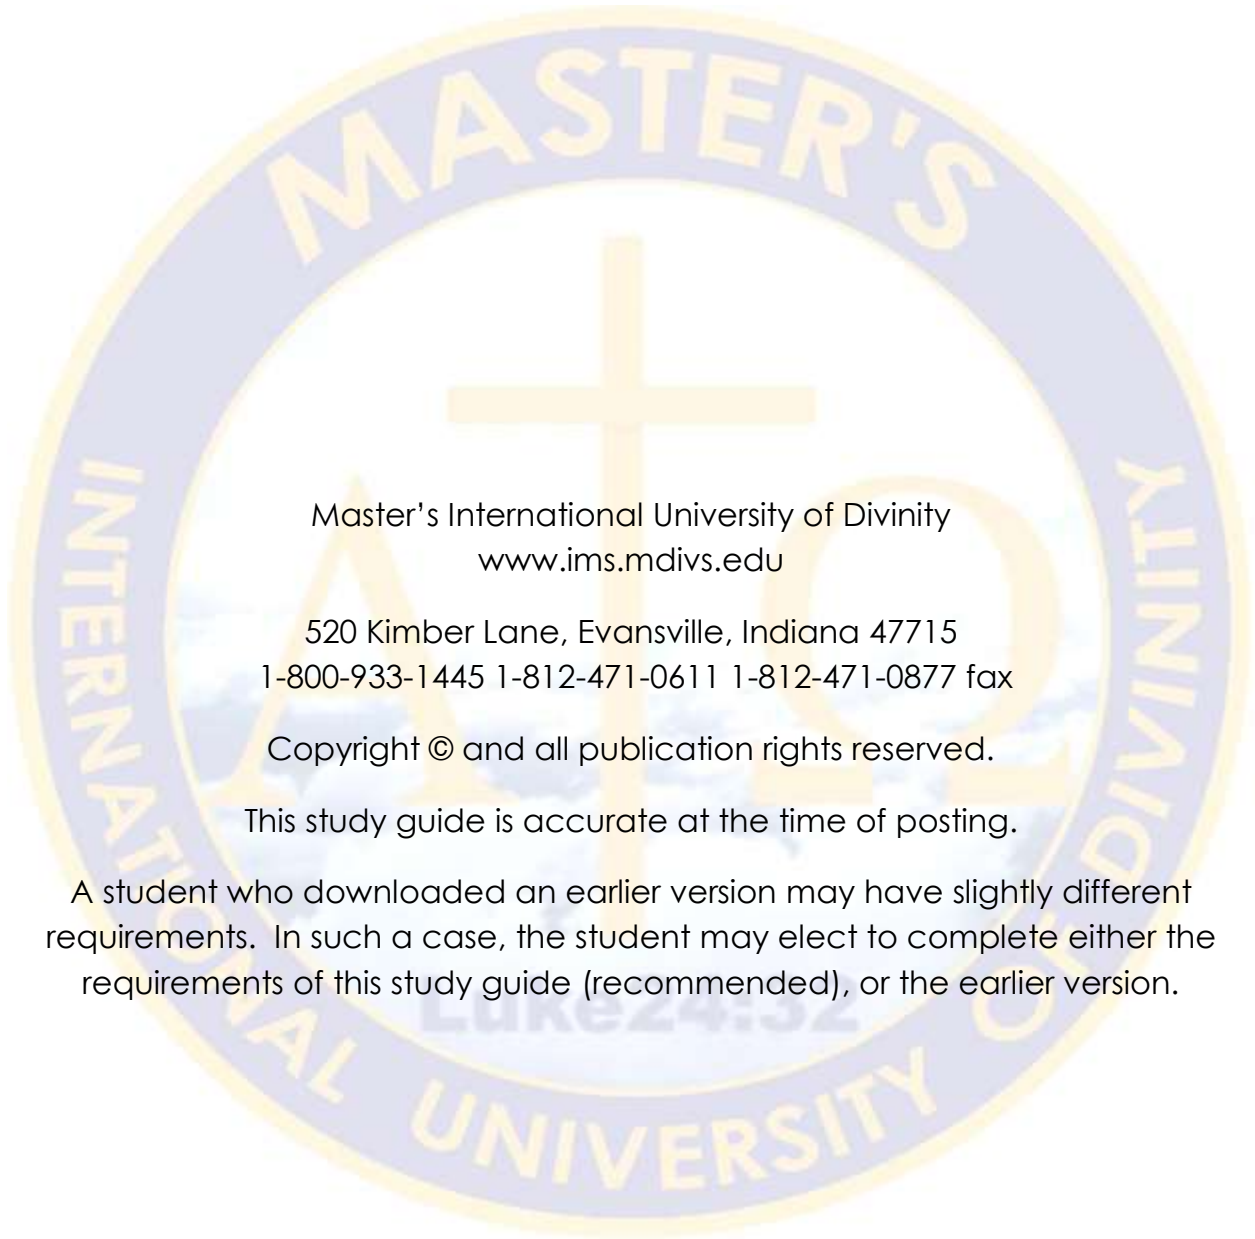 MASTER'S
INTERNATIONAL UNIVERSITY OF DIVINITY
Α Ω
Master’s International University of Divinity
www.ims.mdivs.edu
520 Kimber Lane, Evansville, Indiana 47715
1-800-933-1445 1-812-471-0611 1-812-471-0877 fax
Copyright © and all publication rights reserved.
This study guide is accurate at the time of posting.
A student who downloaded an earlier version may have slightly different
requirements.  In such a case, the student may elect to complete either the
requirements of this study guide (recommended), or the earlier version.
Luke24:32